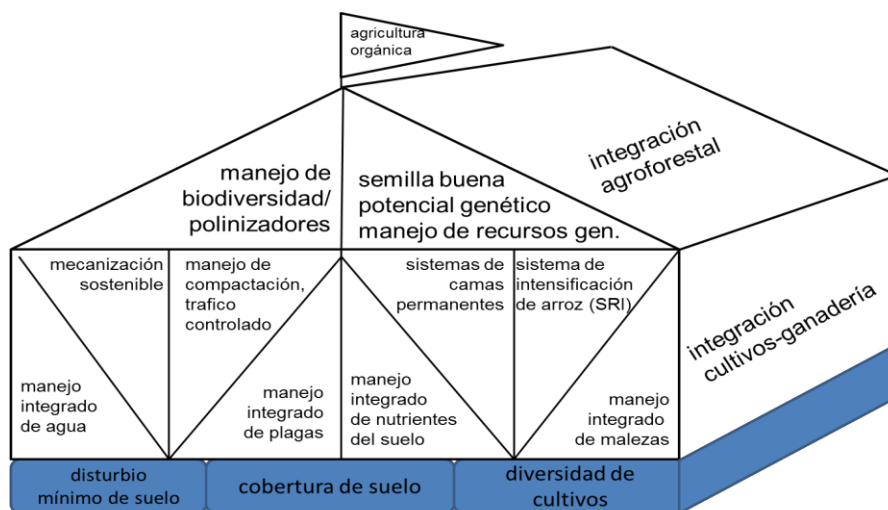 agricultura
orgánica
integración
agroforestal
manejo de
biodiversidad/
polinizadores
semilla buena
potencial genético
manejo de recursos gen.
mecanización
sostenible
manejo de
compactación,
trafico
controlado
sistemas de
camas
permanentes
sistema de
intensificación
de arroz (SRI)
integración
cultivos-ganadería
manejo
integrado
de agua
manejo
integrado
de plagas
manejo
integrado
de nutrientes
del suelo
manejo
integrado
de malezas
disturbio
mínimo de suelo
cobertura de suelo
diversidad de
cultivos